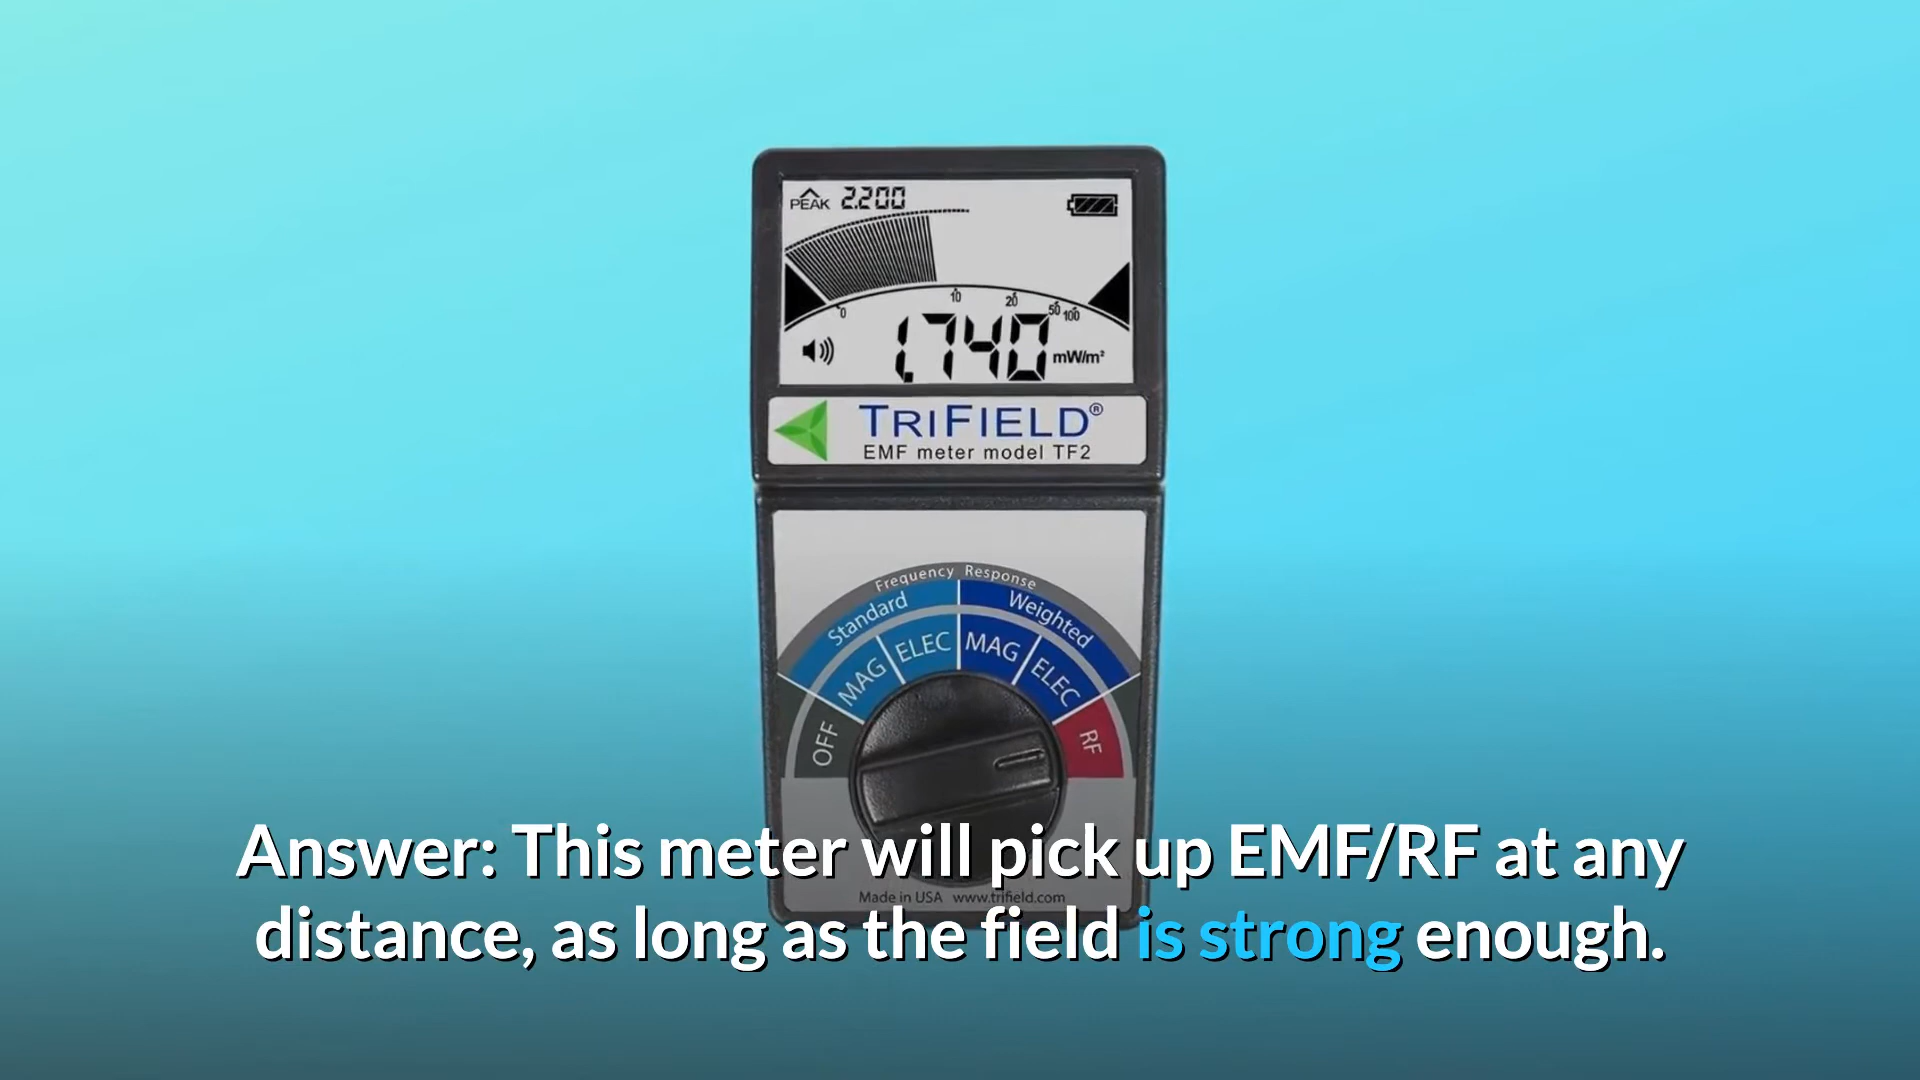 PEAK 2.200
0 10 20 50 100
1.740 mW/m²
TRIFIELD®
EMF meter model TF2
Frequency Response
Standard Weighted
OFF MAG ELEC MAG ELEC RF
Answer: This meter will pick up EMF/RF at any
Made in USA www.trifield.com
distance, as long as the field is strong enough.